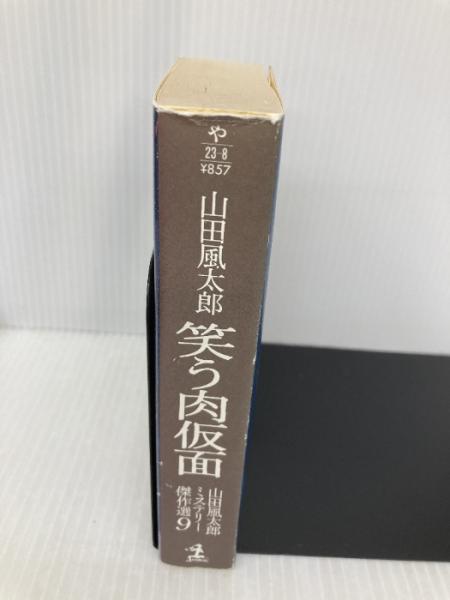 や
23-8
¥857
山田風太郎
笑う肉仮面
山田風太郎
ミステリー
傑作選9